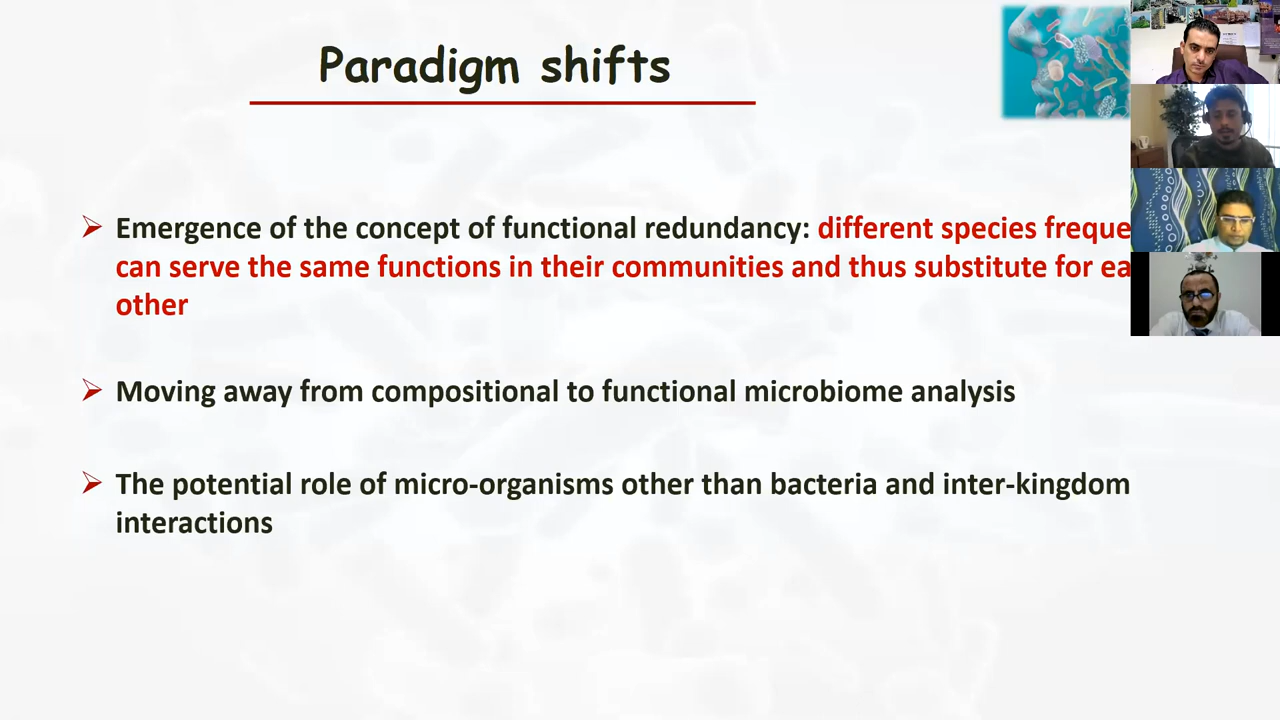 Paradigm shifts
Emergence of the concept of functional redundancy: different species freque
can serve the same functions in their communities and thus substitute for ea
other
Moving away from compositional to functional microbiome analysis
The potential role of micro-organisms other than bacteria and inter-kingdom
interactions